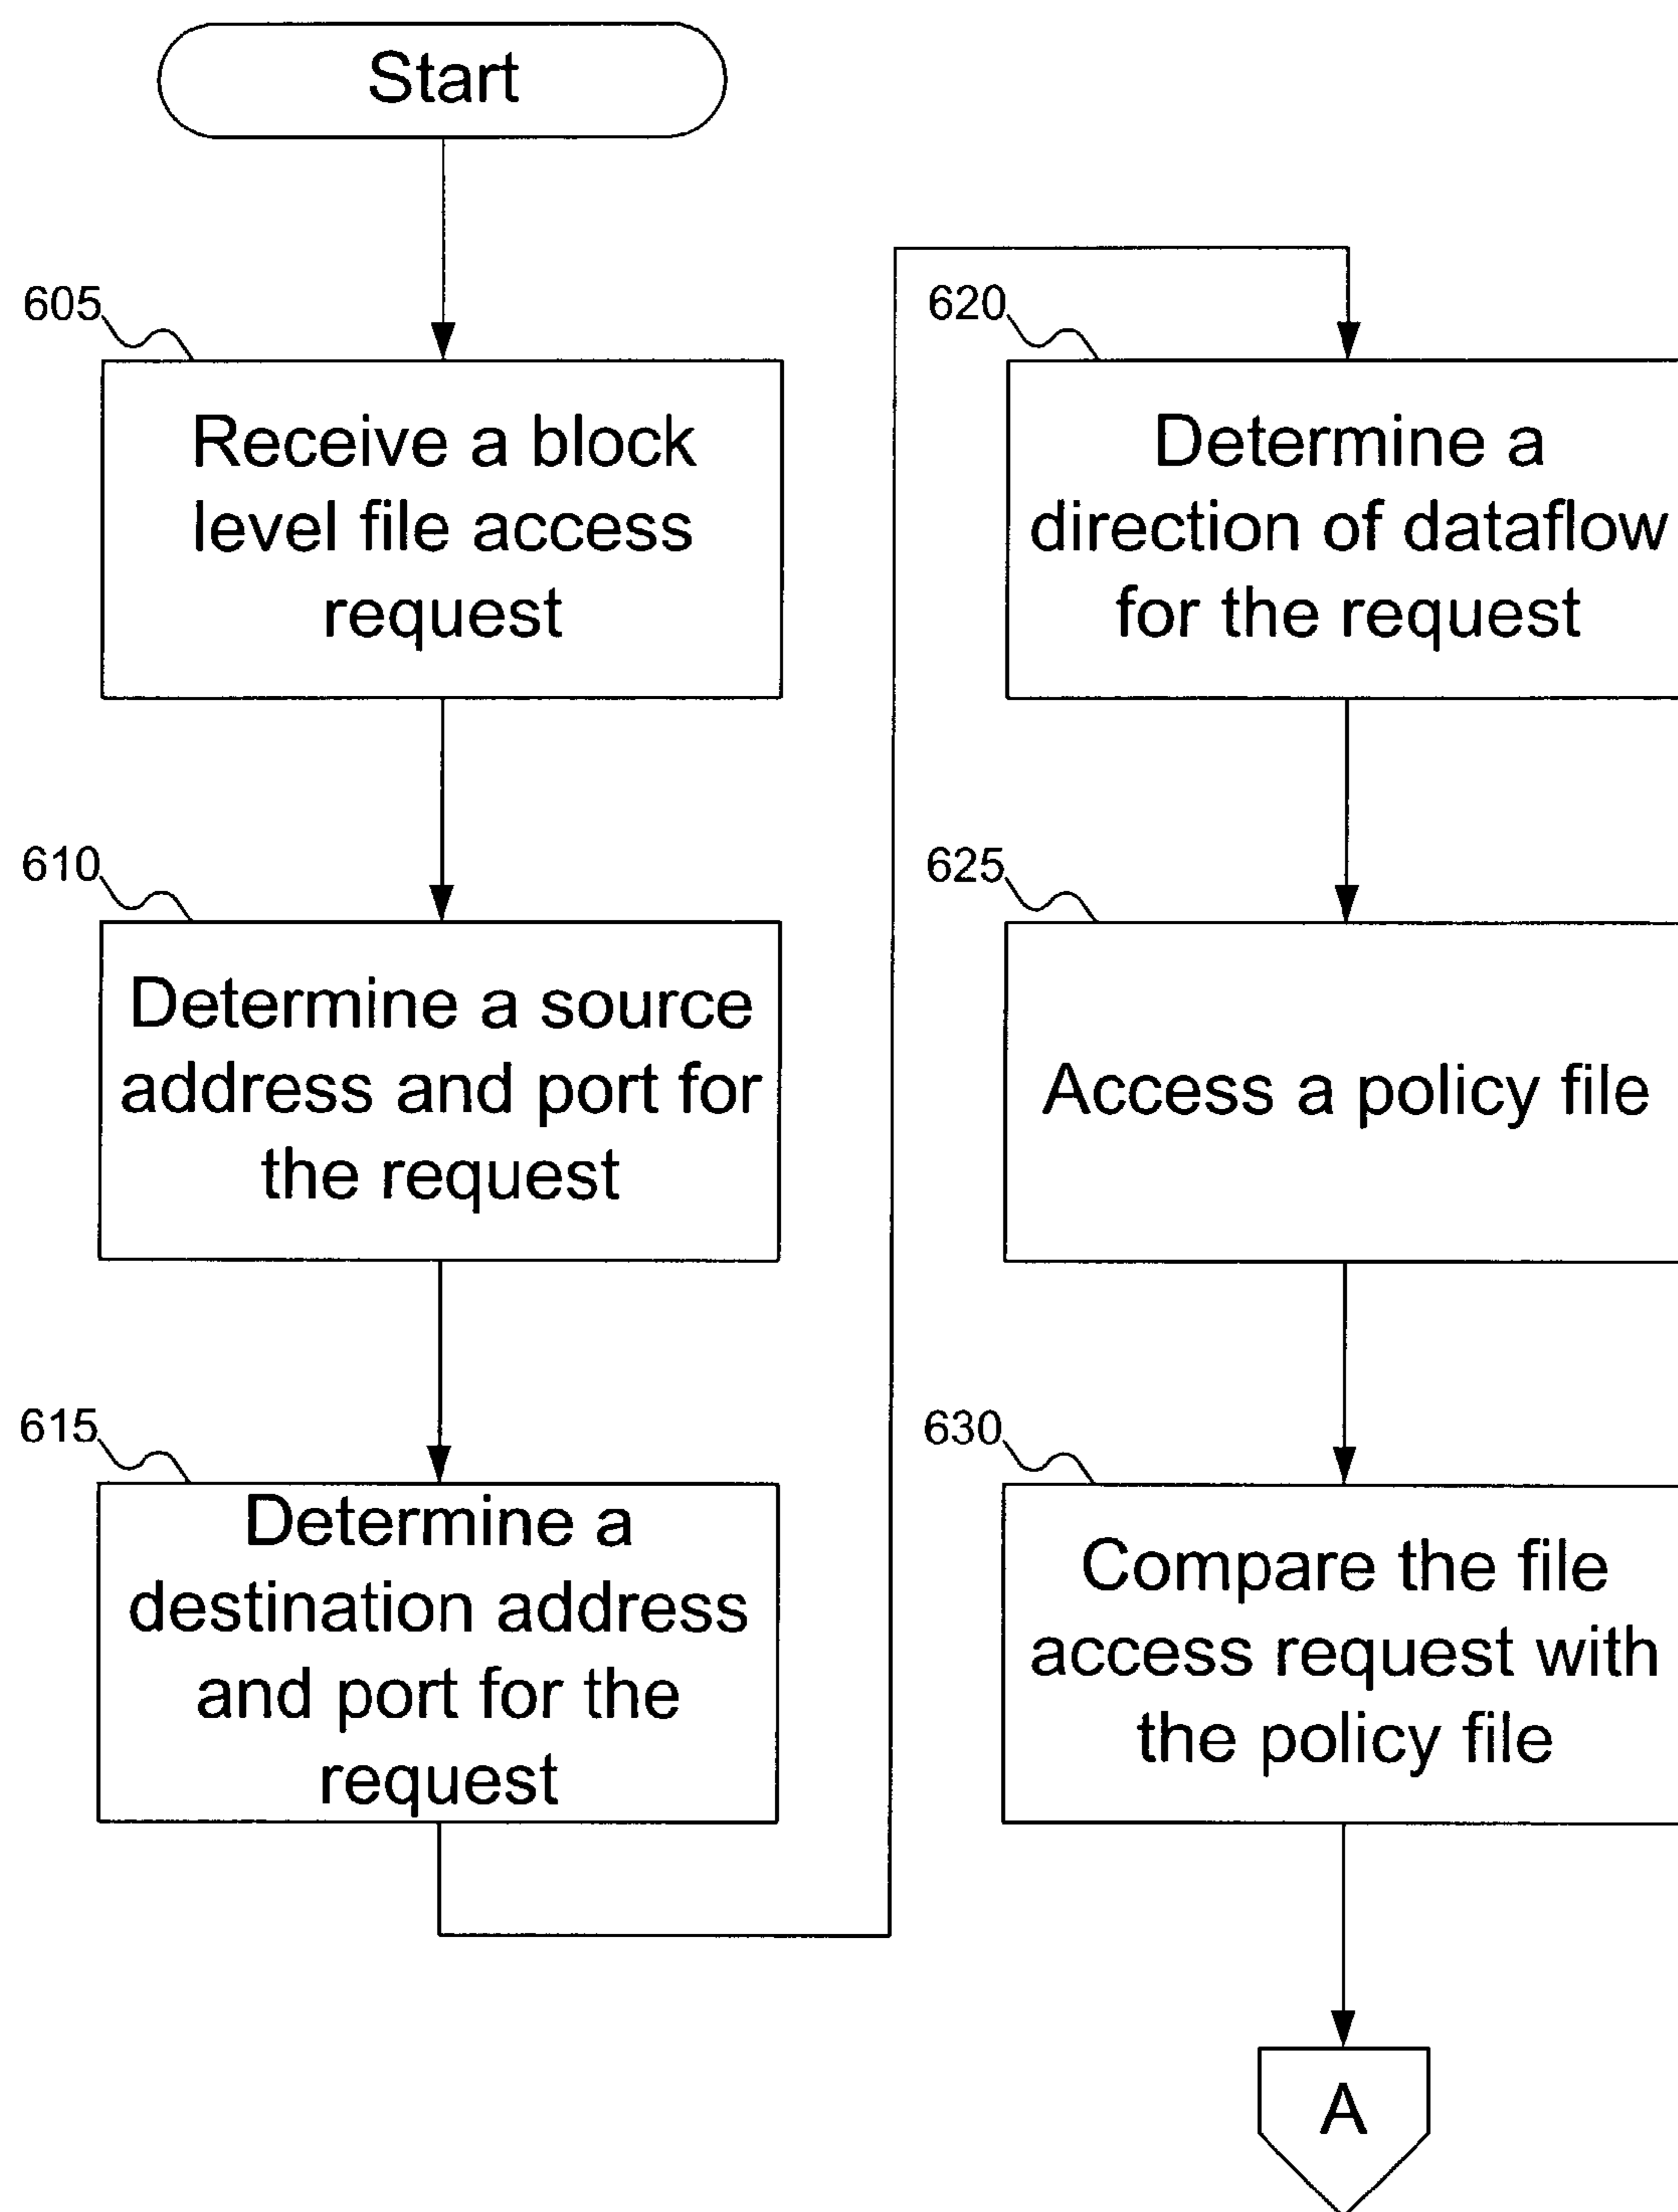 Start
605
Receive a block
level file access
request
610
Determine a source
address and port for
the request
615
Determine a
destination address
and port for the
request
620
Determine a
direction of dataflow
for the request
625
Access a policy file
630
Compare the file
access request with
the policy file
A